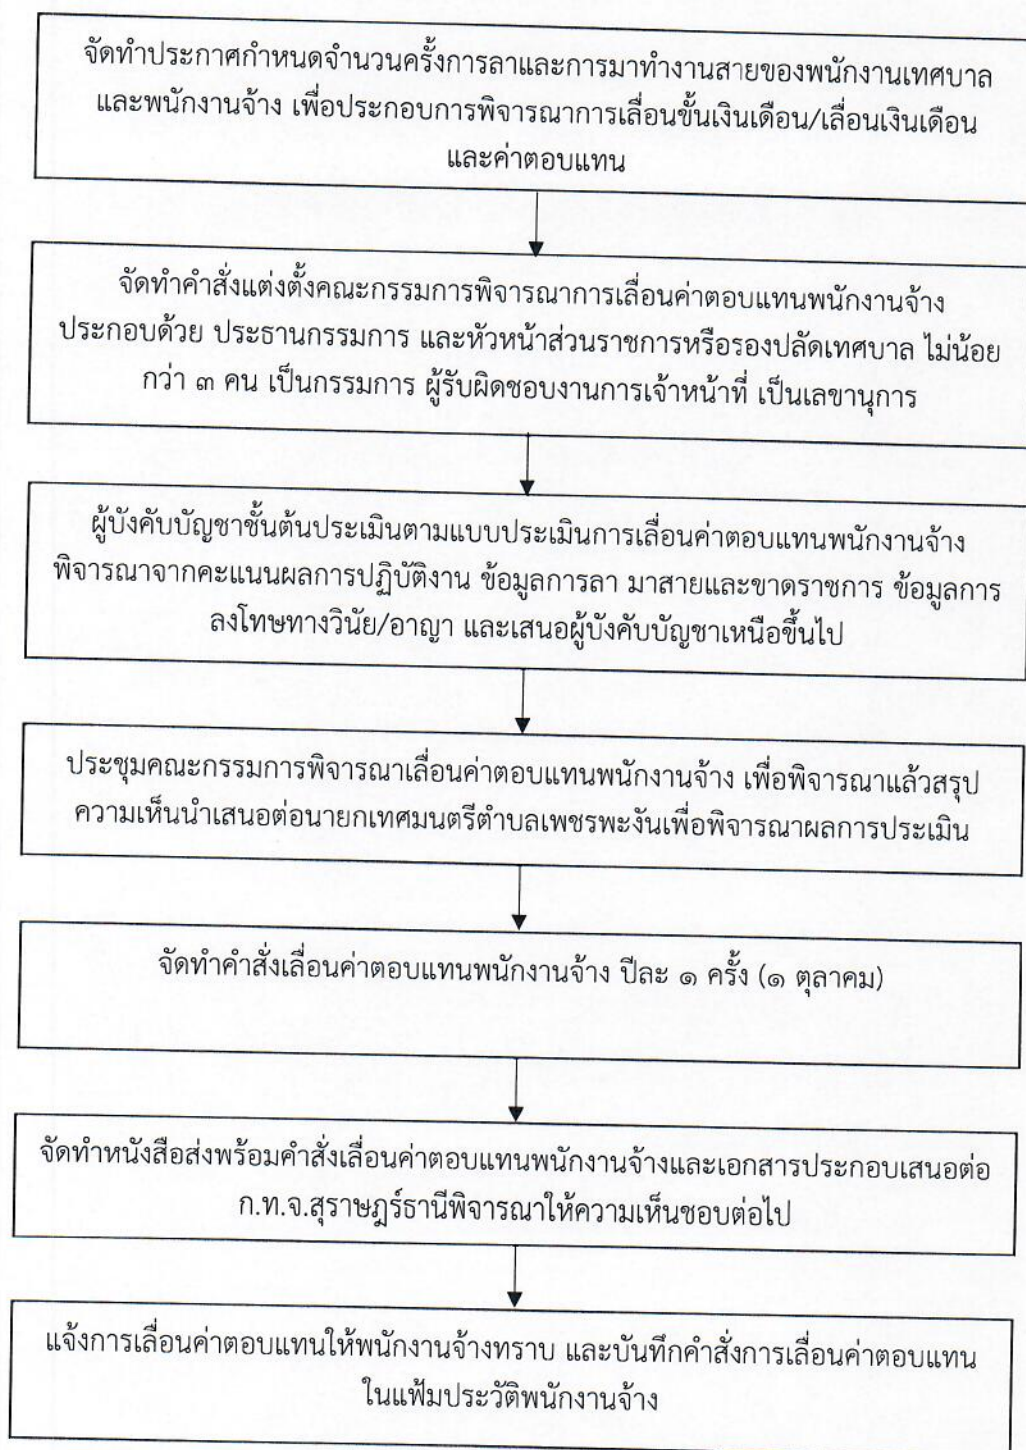 จัดทำประกาศกำหนดจำนวนครั้งการลาและการมาทำงานสายของพนักงานเทศบาล
และพนักงานจ้าง เพื่อประกอบการพิจารณาการเลื่อนขั้นเงินเดือน/เลื่อนเงินเดือน
และค่าตอบแทน
จัดทำคำสั่งแต่งตั้งคณะกรรมการพิจารณาการเลื่อนค่าตอบแทนพนักงานจ้าง
ประกอบด้วย ประธานกรรมการ และหัวหน้าส่วนราชการหรือรองปลัดเทศบาล ไม่น้อย
กว่า ๓ คน เป็นกรรมการ ผู้รับผิดชอบงานการเจ้าหน้าที่ เป็นเลขานุการ
ผู้บังคับบัญชาชั้นต้นประเมินตามแบบประเมินการเลื่อนค่าตอบแทนพนักงานจ้าง
พิจารณาจากคะแนนผลการปฏิบัติงาน ข้อมูลการลา มาสายและขาดราชการ ข้อมูลการ
ลงโทษทางวินัย/อาญา และเสนอผู้บังคับบัญชาเหนือขึ้นไป
ประชุมคณะกรรมการพิจารณาเลื่อนค่าตอบแทนพนักงานจ้าง เพื่อพิจารณาแล้วสรุป
ความเห็นนำเสนอต่อนายกเทศมนตรีตำบลเพชรพะงันเพื่อพิจารณาผลการประเมิน
จัดทำคำสั่งเลื่อนค่าตอบแทนพนักงานจ้าง ปีละ ๑ ครั้ง (๑ ตุลาคม)
จัดทำหนังสือส่งพร้อมคำสั่งเลื่อนค่าตอบแทนพนักงานจ้างและเอกสารประกอบเสนอต่อ
ก.ท.จ.สุราษฎร์ธานีพิจารณาให้ความเห็นชอบต่อไป
แจ้งการเลื่อนค่าตอบแทนให้พนักงานจ้างทราบ และบันทึกคำสั่งการเลื่อนค่าตอบแทน
ในแฟ้มประวัติพนักงานจ้าง